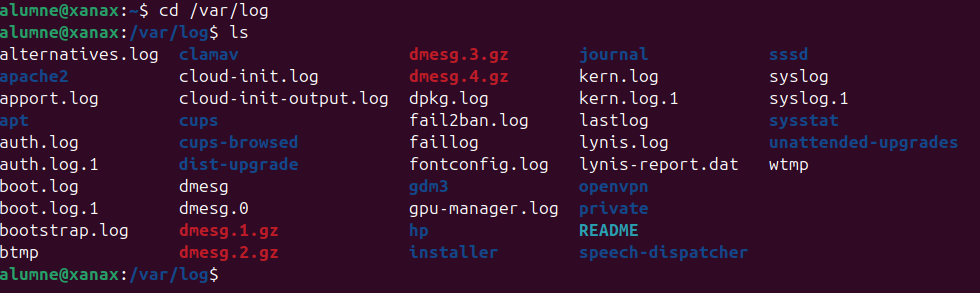 alumne@xanax:~$ cd /var/log
alumne@xanax:/var/log$ ls
alternatives.log  clamav                 dmesg.3.gz        journal            sssd
apache2           cloud-init.log         dmesg.4.gz        kern.log           syslog
apport.log        cloud-init-output.log  dpkg.log          kern.log.1         syslog.1
apt               cups                   fail2ban.log      lastlog            sysstat
auth.log          cups-browsed           faillog           lynis.log          unattended-upgrades
auth.log.1        dist-upgrade           fontconfig.log    lynis-report.dat   wtmp
boot.log          dmesg                  gdm3              openvpn
boot.log.1        dmesg.0                gpu-manager.log   private
bootstrap.log     dmesg.1.gz             hp                README
btmp              dmesg.2.gz             installer         speech-dispatcher
alumne@xanax:/var/log$